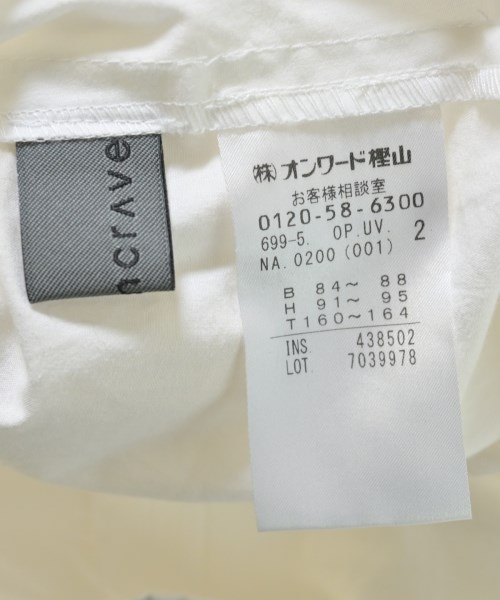 ncrave
㈱オンワード樫山
お客様相談室
0120-58-6300
699-5. OP.UV. 2
NA.0200(001)
B 84〜 88
H 91〜 95
T160〜164
INS. 438502
LOT. 7039978